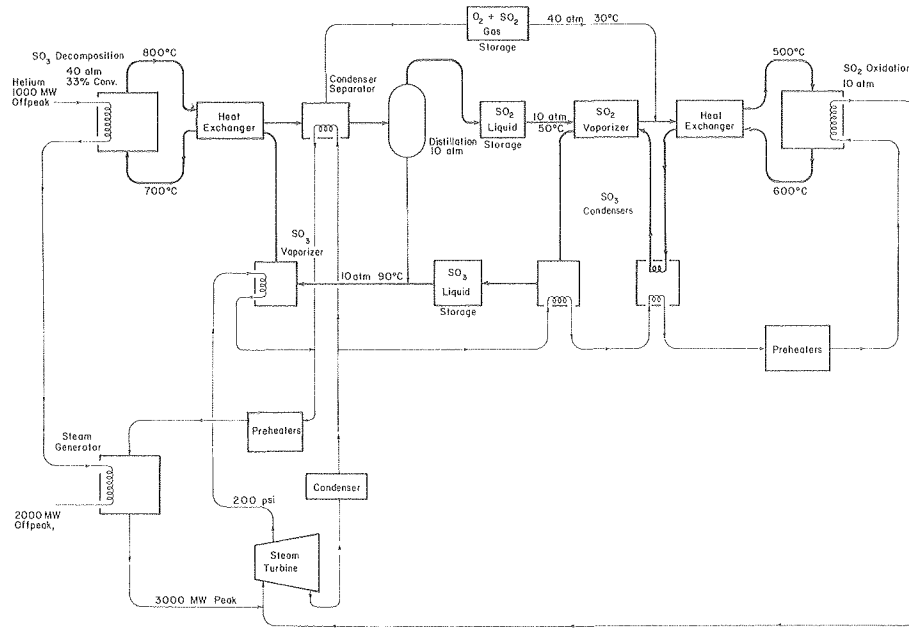 O2 + SO2
Gas
Storage
40 atm 30°C
SO3 Decomposition
40 atm
33% Conv.
800°C
Helium
1000 MW
Offpeak
Heat
Exchanger
700°C
Condenser
Separator
Distillation
10 atm
SO2
Liquid
Storage
10 atm
50°C
SO2
Vaporizer
Heat
Exchanger
500°C
SO2 Oxidation
10 atm
600°C
SO3
Vaporizer
10 atm 90°C
SO3
Liquid
Storage
SO3
Condensers
Preheaters
Preheaters
Steam
Generator
2000 MW
Offpeak,
200 psi
Condenser
Steam
Turbine
3000 MW Peak